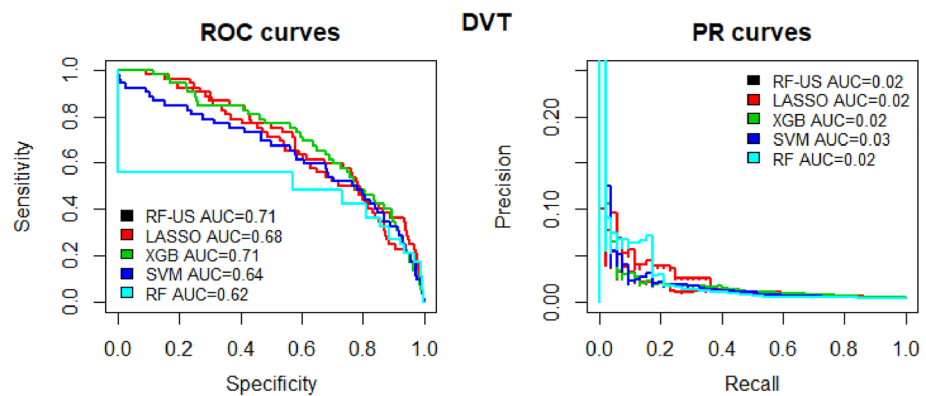 DVT
ROC curves
Sensitivity
1.0
0.8
0.6
0.4
0.2
0.0
RF-US AUC=0.71
LASSO AUC=0.68
XGB AUC=0.71
SVM AUC=0.64
RF AUC=0.62
0.0 0.2 0.4 0.6 0.8 1.0
Specificity
PR curves
Precision
0.20
0.10
0.00
RF-US AUC=0.02
LASSO AUC=0.02
XGB AUC=0.02
SVM AUC=0.03
RF AUC=0.02
0.0 0.2 0.4 0.6 0.8 1.0
Recall